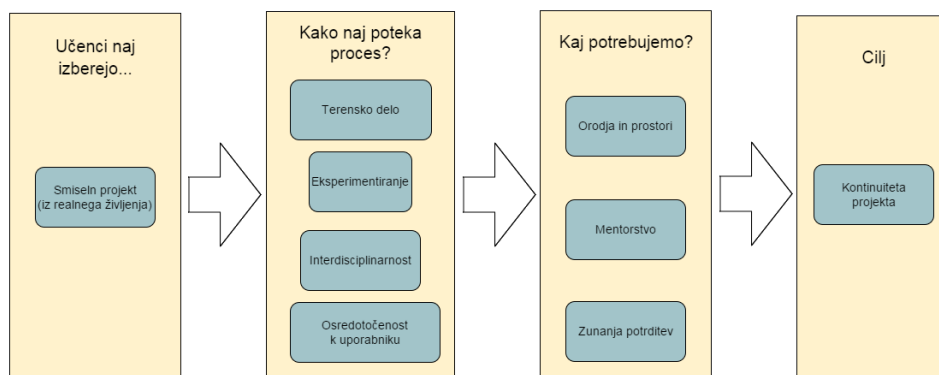 Učenci naj
izberejo...
Smiseln projekt
(iz realnega življenja)
Kako naj poteka
proces?
Terensko delo
Eksperimentiranje
Interdisciplinarnost
Osredotočenost
k uporabniku
Kaj potrebujemo?
Orodja in prostori
Mentorstvo
Zunanja potrditev
Cilj
Kontinuiteta
projekta